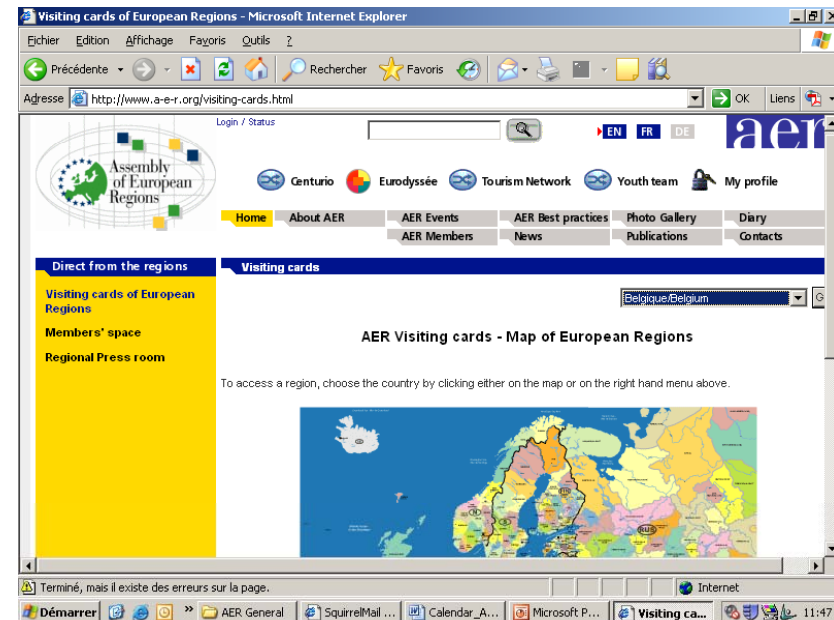 Visiting cards of European Regions - Microsoft Internet Explorer
Fichier Edition Affichage Favoris Outils ?
Précédente Rechercher Favoris
Adresse http://www.a-e-r.org/visiting-cards.html OK Liens
Login / Status
EN FR DE
aer
Assembly
of European
Regions
Centurio Eurodyssée Tourism Network Youth team My profile
Home About AER AER Events AER Best practices Photo Gallery Diary
AER Members News Publications Contacts
Direct from the regions
Visiting cards
Visiting cards of European
Regions
Members' space
Regional Press room
Belgique/Belgium G
AER Visiting cards - Map of European Regions
To access a region, choose the country by clicking either on the map or on the right hand menu above.
RUS
Terminé, mais il existe des erreurs sur la page.
Internet
Démarrer » AER General SquirrelMail ... Calendar_A... Microsoft P... Visiting ca... 11:47